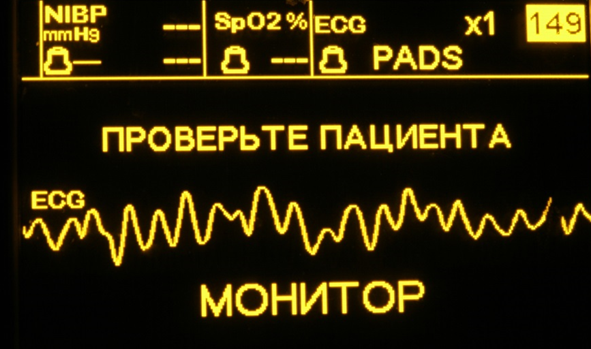 NIBP --- SpO2% ECG x1 149
mmHg
--- --- PADS
ПРОВЕРЬТЕ ПАЦИЕНТА
ECG
МОНИТОР